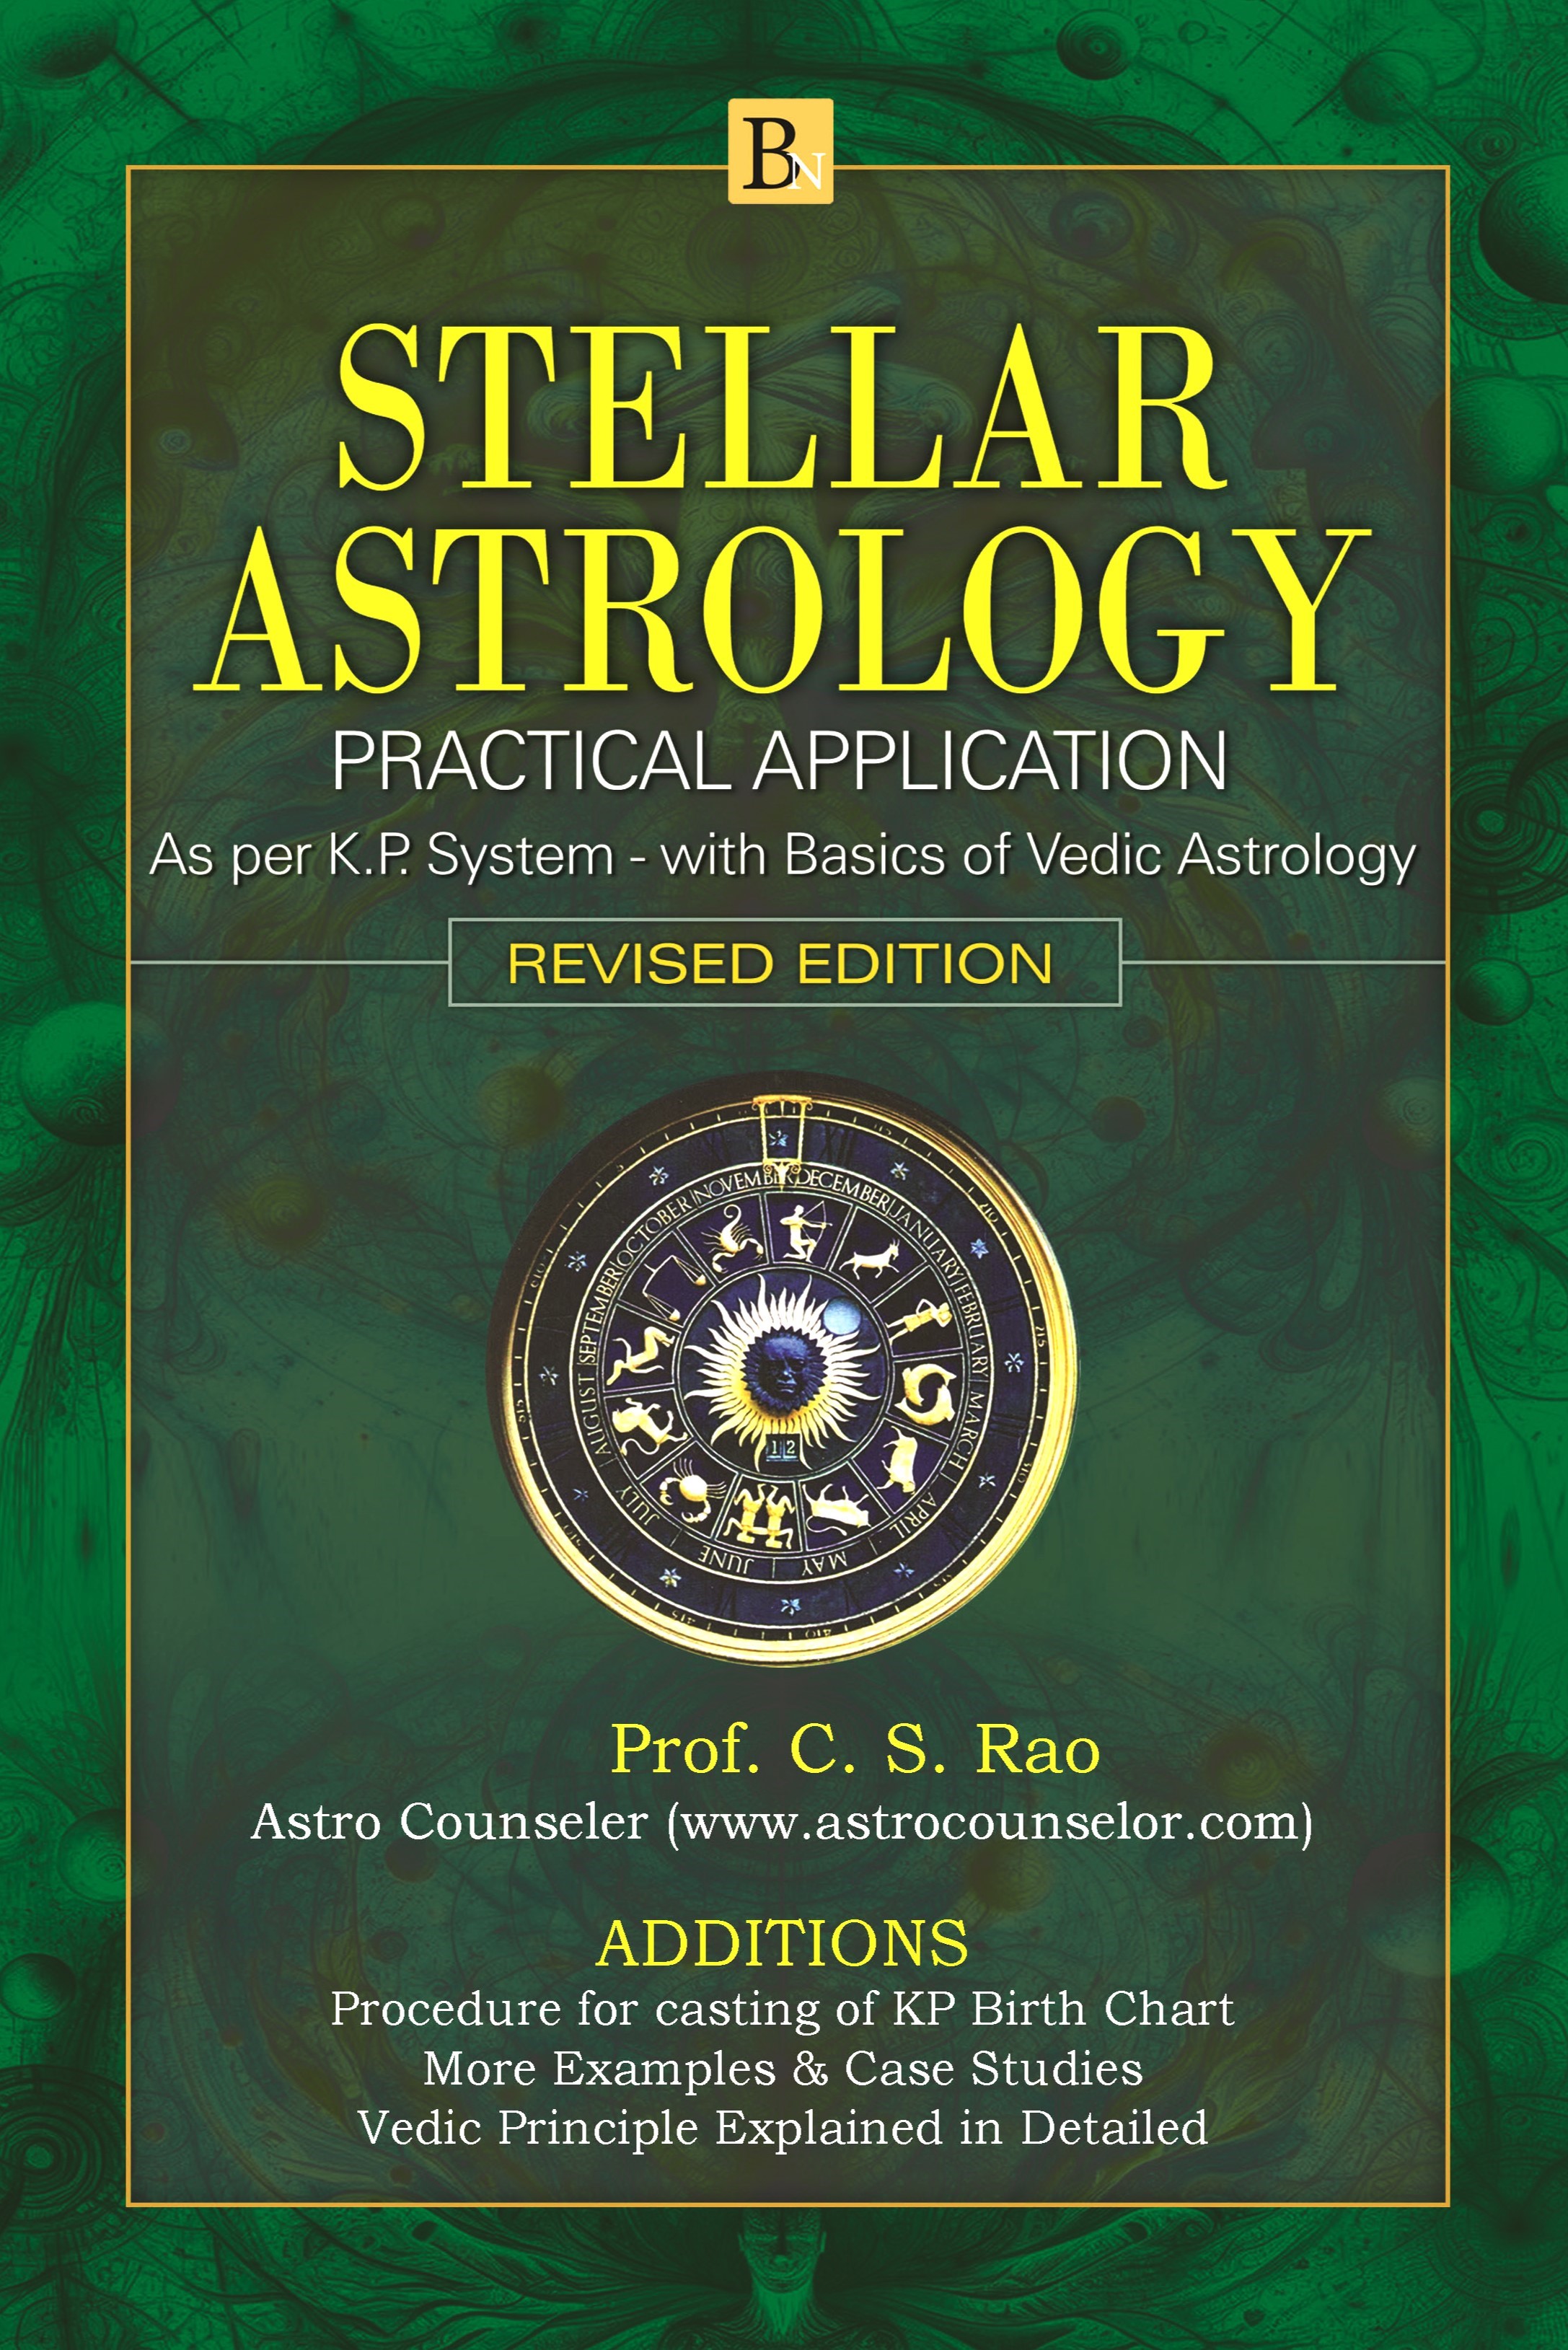 BN
STELLAR
ASTROLOGY
PRACTICAL APPLICATION
As per K.P. System - with Basics of Vedic Astrology
REVISED EDITION
NOVEMBER DECEMBER JANUARY FEBRUARY MARCH APRIL MAY JUNE JULY AUGUST SEPTEMBER OCTOBER
12
Prof. C. S. Rao
Astro Counseler (www.astrocounselor.com)
ADDITIONS
Procedure for casting of KP Birth Chart
More Examples & Case Studies
Vedic Principle Explained in Detailed